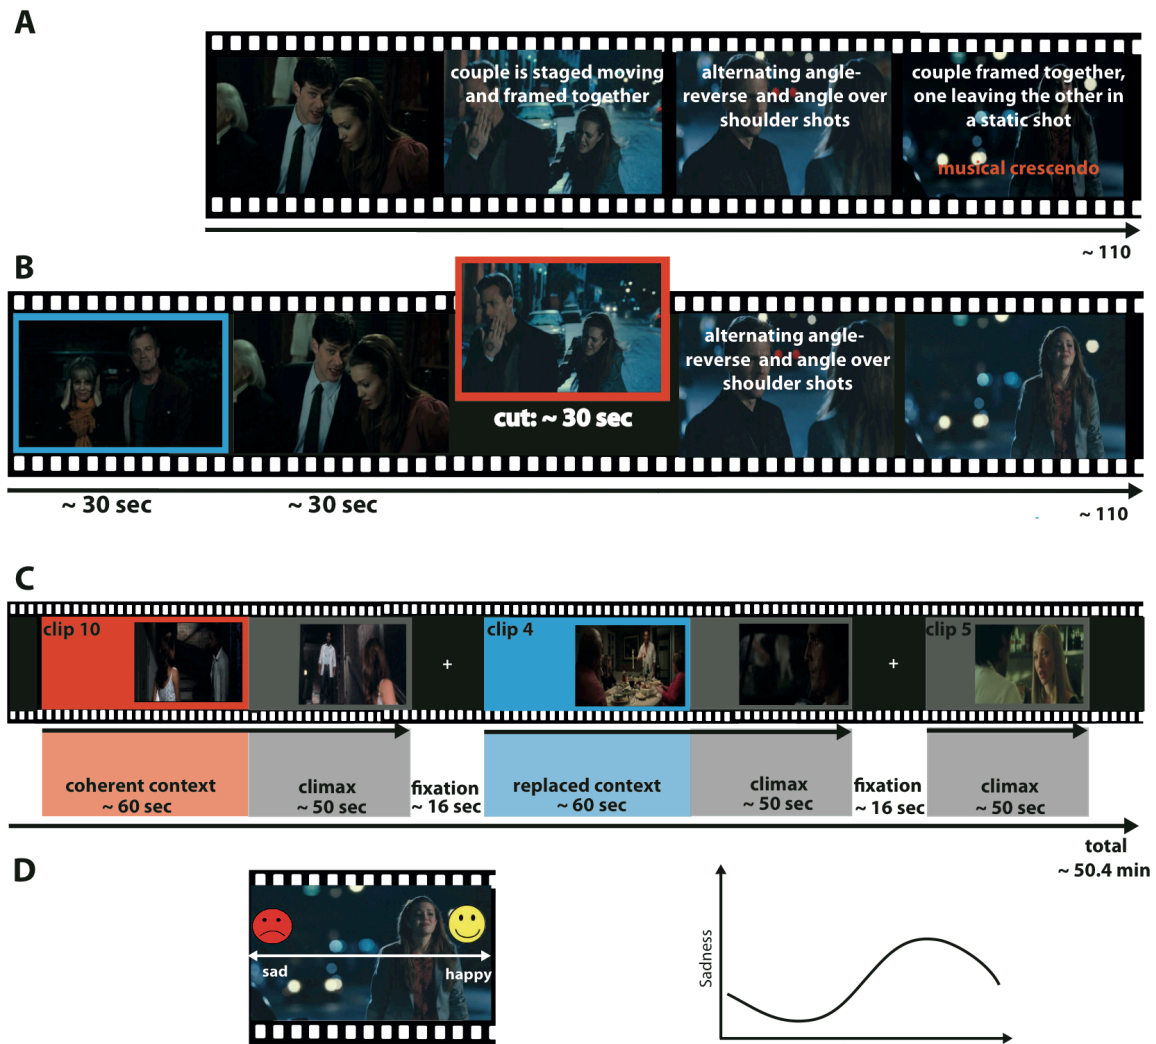 A
couple is staged moving
and framed together
alternating angle-
reverse and angle over
shoulder shots
couple framed together,
one leaving the other in
a static shot
musical crescendo
~ 110
B
cut: ~ 30 sec
alternating angle-
reverse and angle over
shoulder shots
~ 30 sec
~ 30 sec
~ 110
C
clip 10
+
clip 4
+
clip 5
coherent context
~ 60 sec
climax
~ 50 sec
fixation
~ 16 sec
replaced context
~ 60 sec
climax
~ 50 sec
fixation
~ 16 sec
climax
~ 50 sec
total
~ 50.4 min
D
sad
happy
Sadness